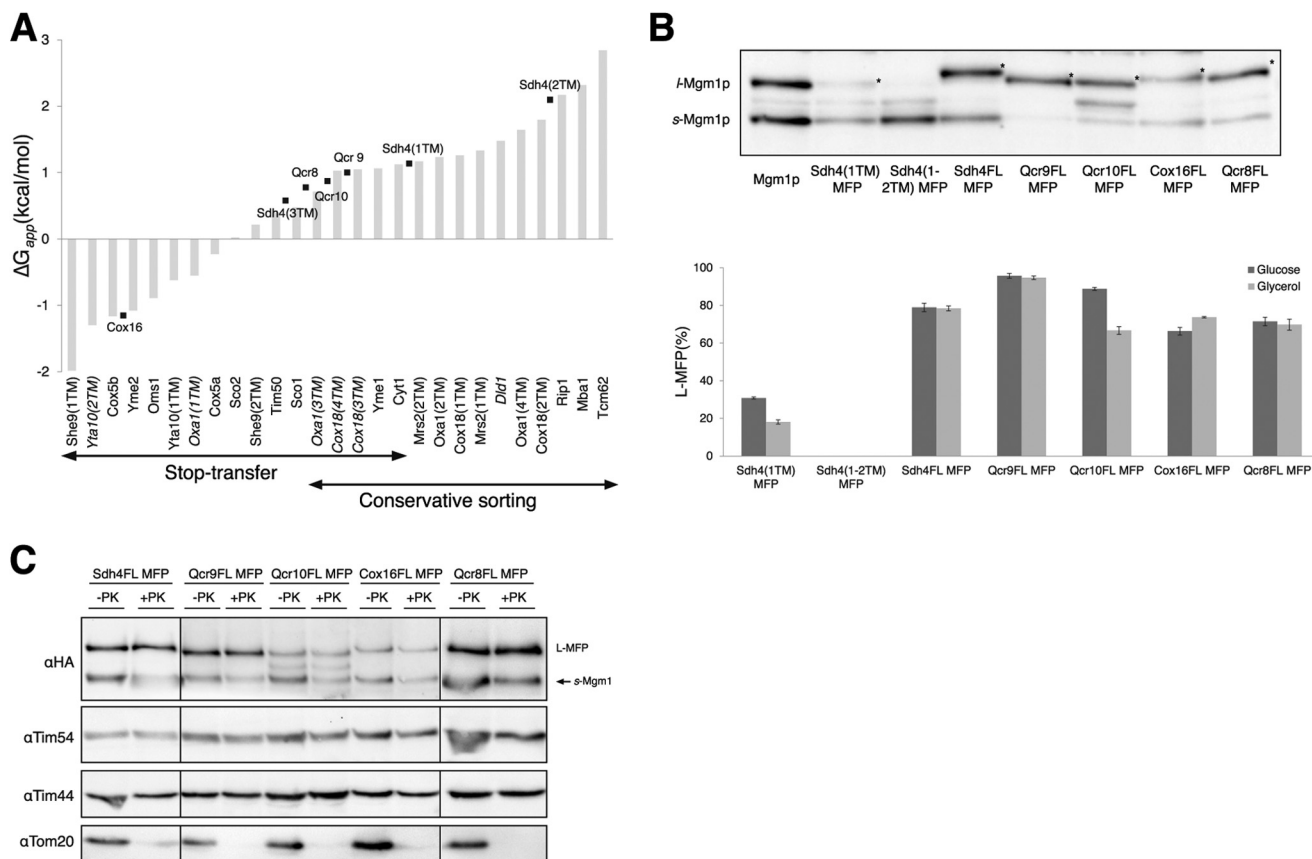 A
3
2
1
0
-1
-2
ΔGapp(kcal/mol)
Sdh4(2TM)
Sdh4(1TM)
Qcr 9
Qcr8
Qcr10
Sdh4(3TM)
Cox16
She9(1TM)
Yta10(2TM)
Cox5b
Yme2
Oms1
Yta10(1TM)
Oxa1(1TM)
Cox5a
Sco2
She9(2TM)
Tim50
Sco1
Oxa1(3TM)
Cox18(4TM)
Cox18(3TM)
Yme1
Cyt1
Mrs2(2TM)
Oxa1(2TM)
Cox18(1TM)
Mrs2(1TM)
Dld1
Oxa1(4TM)
Cox18(2TM)
Rip1
Mba1
Tcm62
Stop-transfer
Conservative sorting
B
l-Mgm1p
s-Mgm1p
* * * * * *
Mgm1p Sdh4(1TM) MFP Sdh4(1-2TM) MFP Sdh4FL MFP Qcr9FL MFP Qcr10FL MFP Cox16FL MFP Qcr8FL MFP
L-MFP(%)
100
80
60
40
20
0
Glucose
Glycerol
Sdh4(1TM) MFP Sdh4(1-2TM) MFP Sdh4FL MFP Qcr9FL MFP Qcr10FL MFP Cox16FL MFP Qcr8FL MFP
C
Sdh4FL MFP Qcr9FL MFP Qcr10FL MFP Cox16FL MFP Qcr8FL MFP
-PK +PK -PK +PK -PK +PK -PK +PK -PK +PK
αHA
L-MFP
s-Mgm1
αTim54
αTim44
αTom20